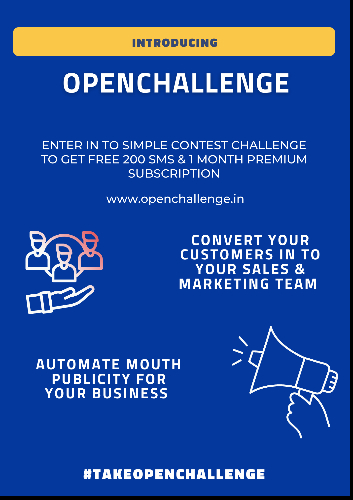 INTRODUCING
OPENCHALLENGE
ENTER IN TO SIMPLE CONTEST CHALLENGE
TO GET FREE 200 SMS & 1 MONTH PREMIUM
SUBSCRIPTION
www.openchallenge.in
CONVERT YOUR
CUSTOMERS IN TO
YOUR SALES &
MARKETING TEAM
AUTOMATE MOUTH
PUBLICITY FOR
YOUR BUSINESS
#TAKEOPENCHALLENGE